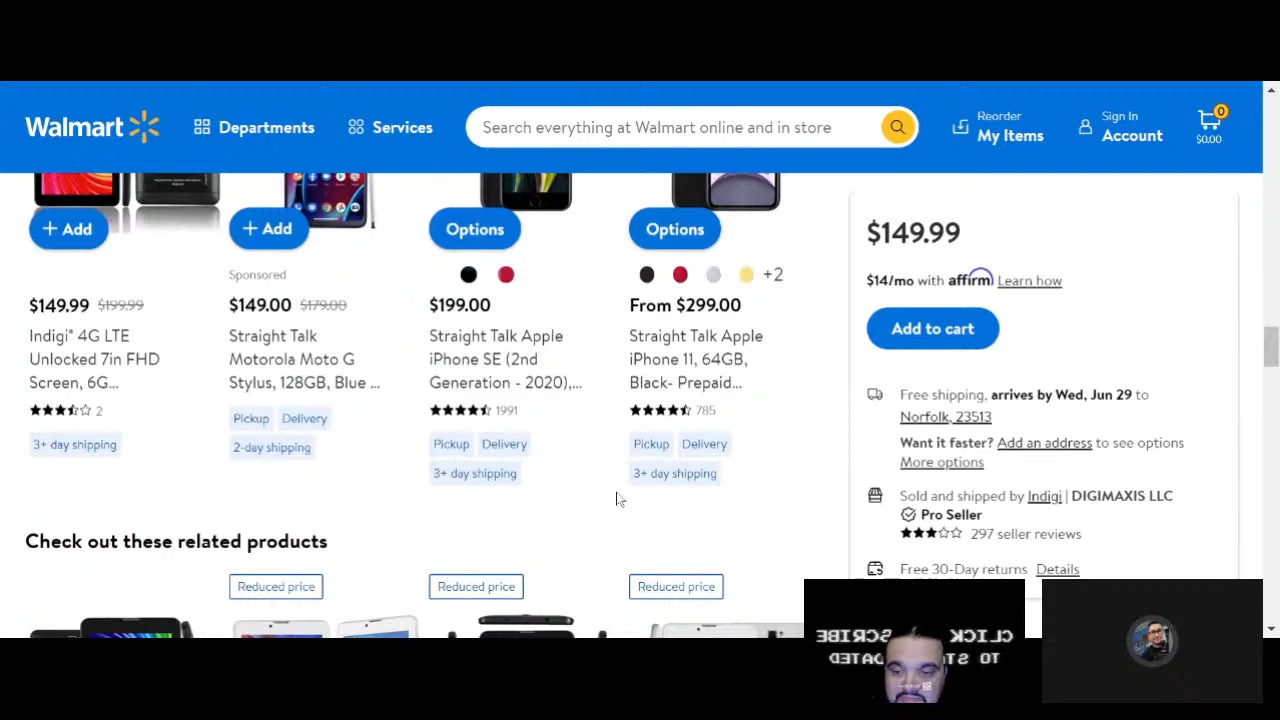 Walmart
Departments
Services
Search everything at Walmart online and in store
Reorder
My Items
Sign In
Account
0
$0.00
+ Add
+ Add
Options
Options
+2
Sponsored
$149.99 $199.99
Indigi® 4G LTE
Unlocked 7in FHD
Screen, 6G...
2
3+ day shipping
$149.00 $179.00
Straight Talk
Motorola Moto G
Stylus, 128GB, Blue ...
Pickup Delivery
2-day shipping
$199.00
Straight Talk Apple
iPhone SE (2nd
Generation - 2020),...
1991
Pickup Delivery
3+ day shipping
From $299.00
Straight Talk Apple
iPhone 11, 64GB,
Black- Prepaid...
785
Pickup Delivery
3+ day shipping
$149.99
$14/mo with affirm Learn how
Add to cart
Free shipping, arrives by Wed, Jun 29 to
Norfolk, 23513
Want it faster? Add an address to see options
More options
Sold and shipped by Indigi | DIGIMAXIS LLC
Pro Seller
297 seller reviews
Free 30-Day returns Details
Check out these related products
Reduced price
Reduced price
Reduced price
CLICK
TO